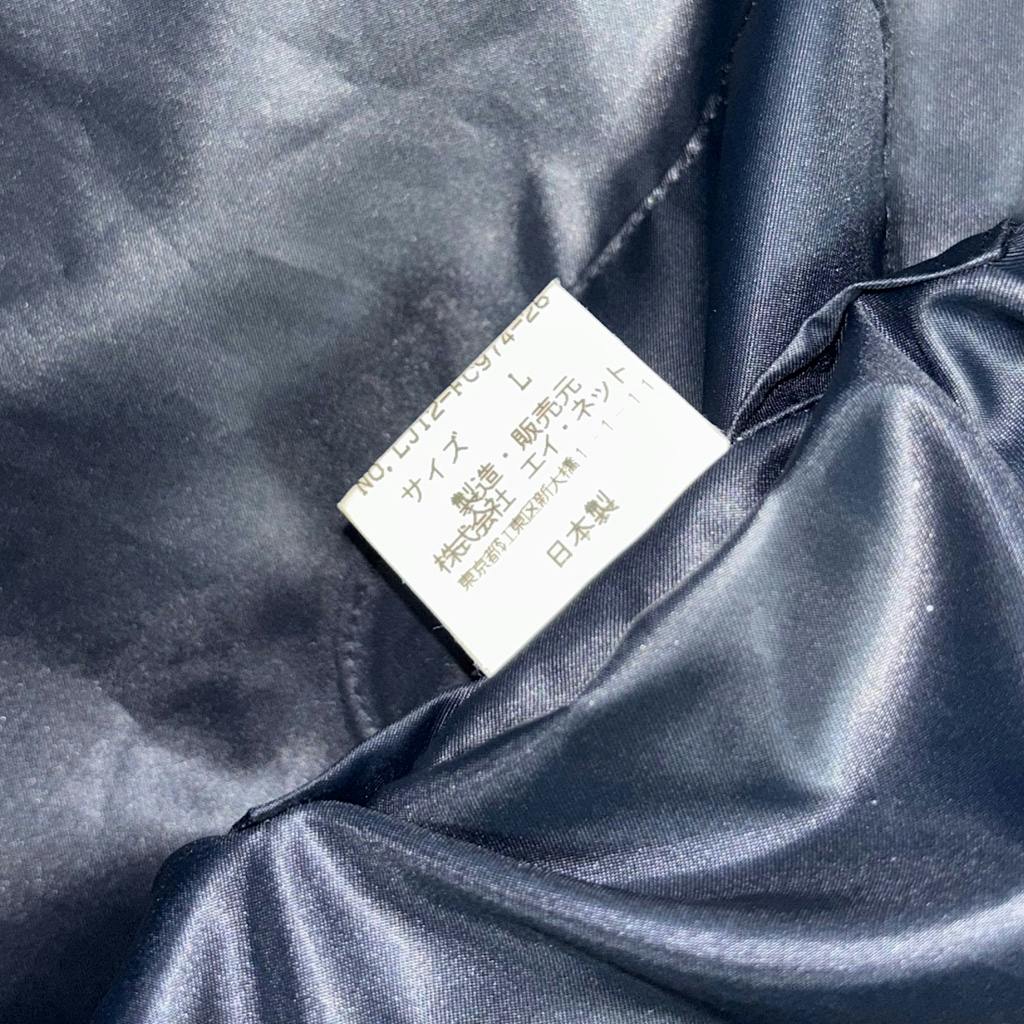 NO.LJ12-FC974-26
サイズ L
製造・販売元
株式会社 エイ・ネット
東京都江東区新大橋1-1-11
日本製